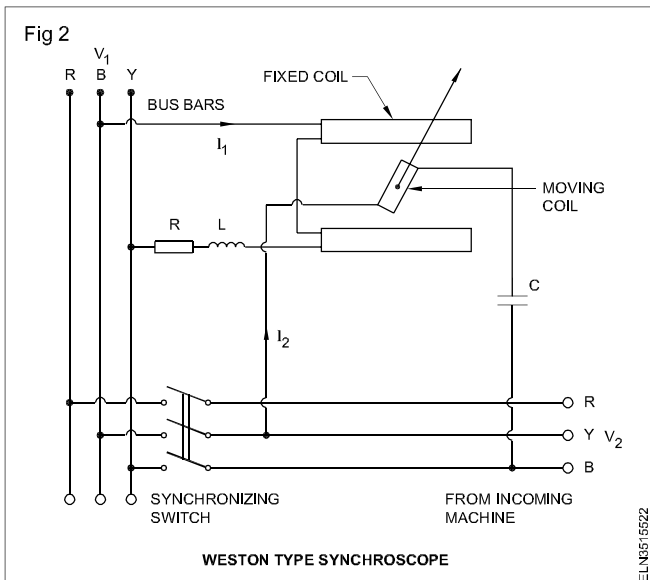 Fig 2
V1
R B Y
BUS BARS
FIXED COIL
I1
MOVING
COIL
R L
C
I2
R
Y V2
B
SYNCHRONIZING
SWITCH
FROM INCOMING
MACHINE
WESTON TYPE SYNCHROSCOPE
ELN3515522